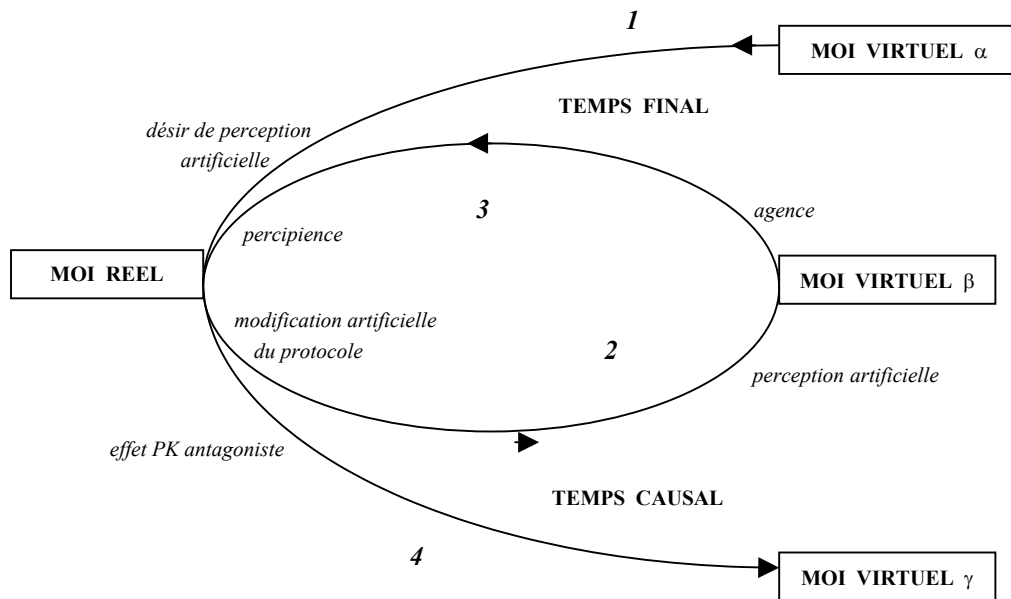 1
MOI VIRTUEL α
TEMPS FINAL
désir de perception
artificielle
3
agence
percipience
MOI REEL
MOI VIRTUEL β
modification artificielle
du protocole
2
perception artificielle
effet PK antagoniste
TEMPS CAUSAL
4
MOI VIRTUEL γ